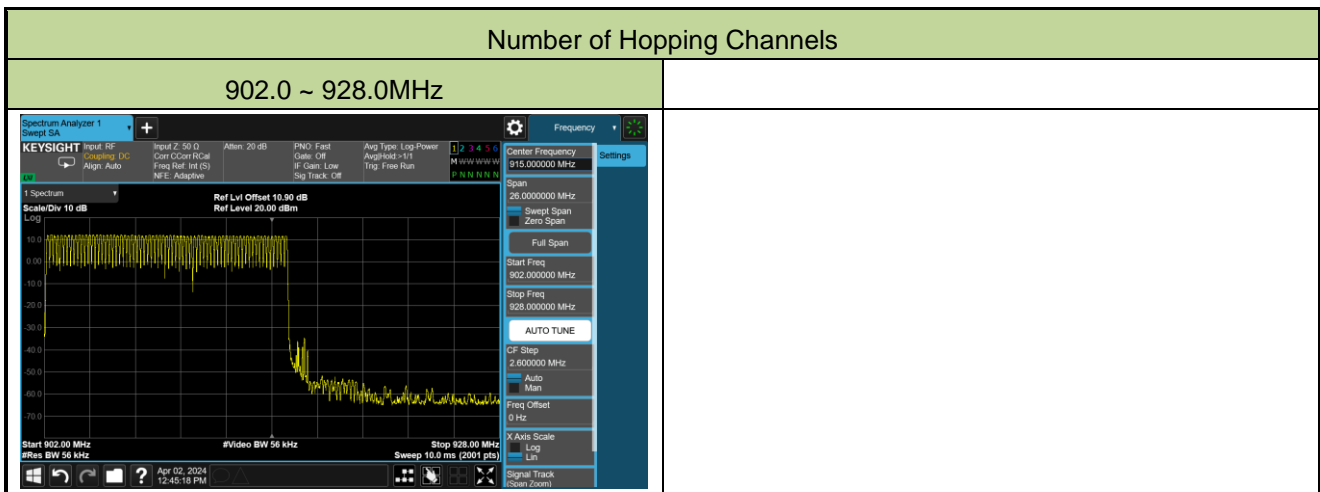 Number of Hopping Channels
902.0 ~ 928.0MHz
Spectrum Analyzer 1
Swept SA
Frequency
KEYSIGHT
Input: RF
Coupling: DC
Align: Auto
Input Z: 50 Ω
Corr CCorr RCal
Freq Ref: Int (S)
NFE: Adaptive
Atten: 20 dB
PNO: Fast
Gate: Off
IF Gain: Low
Sig Track: Off
Avg Type: Log-Power
Avg|Hold:>1/1
Trig: Free Run
1 2 3 4 5 6
M W W W W W
P N N N N N
Center Frequency
915.000000 MHz
Settings
Span
26.0000000 MHz
Swept Span
Zero Span
Full Span
Start Freq
902.000000 MHz
Stop Freq
928.000000 MHz
AUTO TUNE
CF Step
2.600000 MHz
Auto
Man
Freq Offset
0 Hz
X Axis Scale
Log
Lin
Signal Track
(Span Zoom)
1 Spectrum
Scale/Div 10 dB
Ref Lvl Offset 10.90 dB
Ref Level 20.00 dBm
Log
10.0
0.00
-10.0
-20.0
-30.0
-40.0
-50.0
-60.0
-70.0
Start 902.00 MHz
#Res BW 56 kHz
#Video BW 56 kHz
Stop 928.00 MHz
Sweep 10.0 ms (2001 pts)
Apr 02, 2024
12:45:18 PM